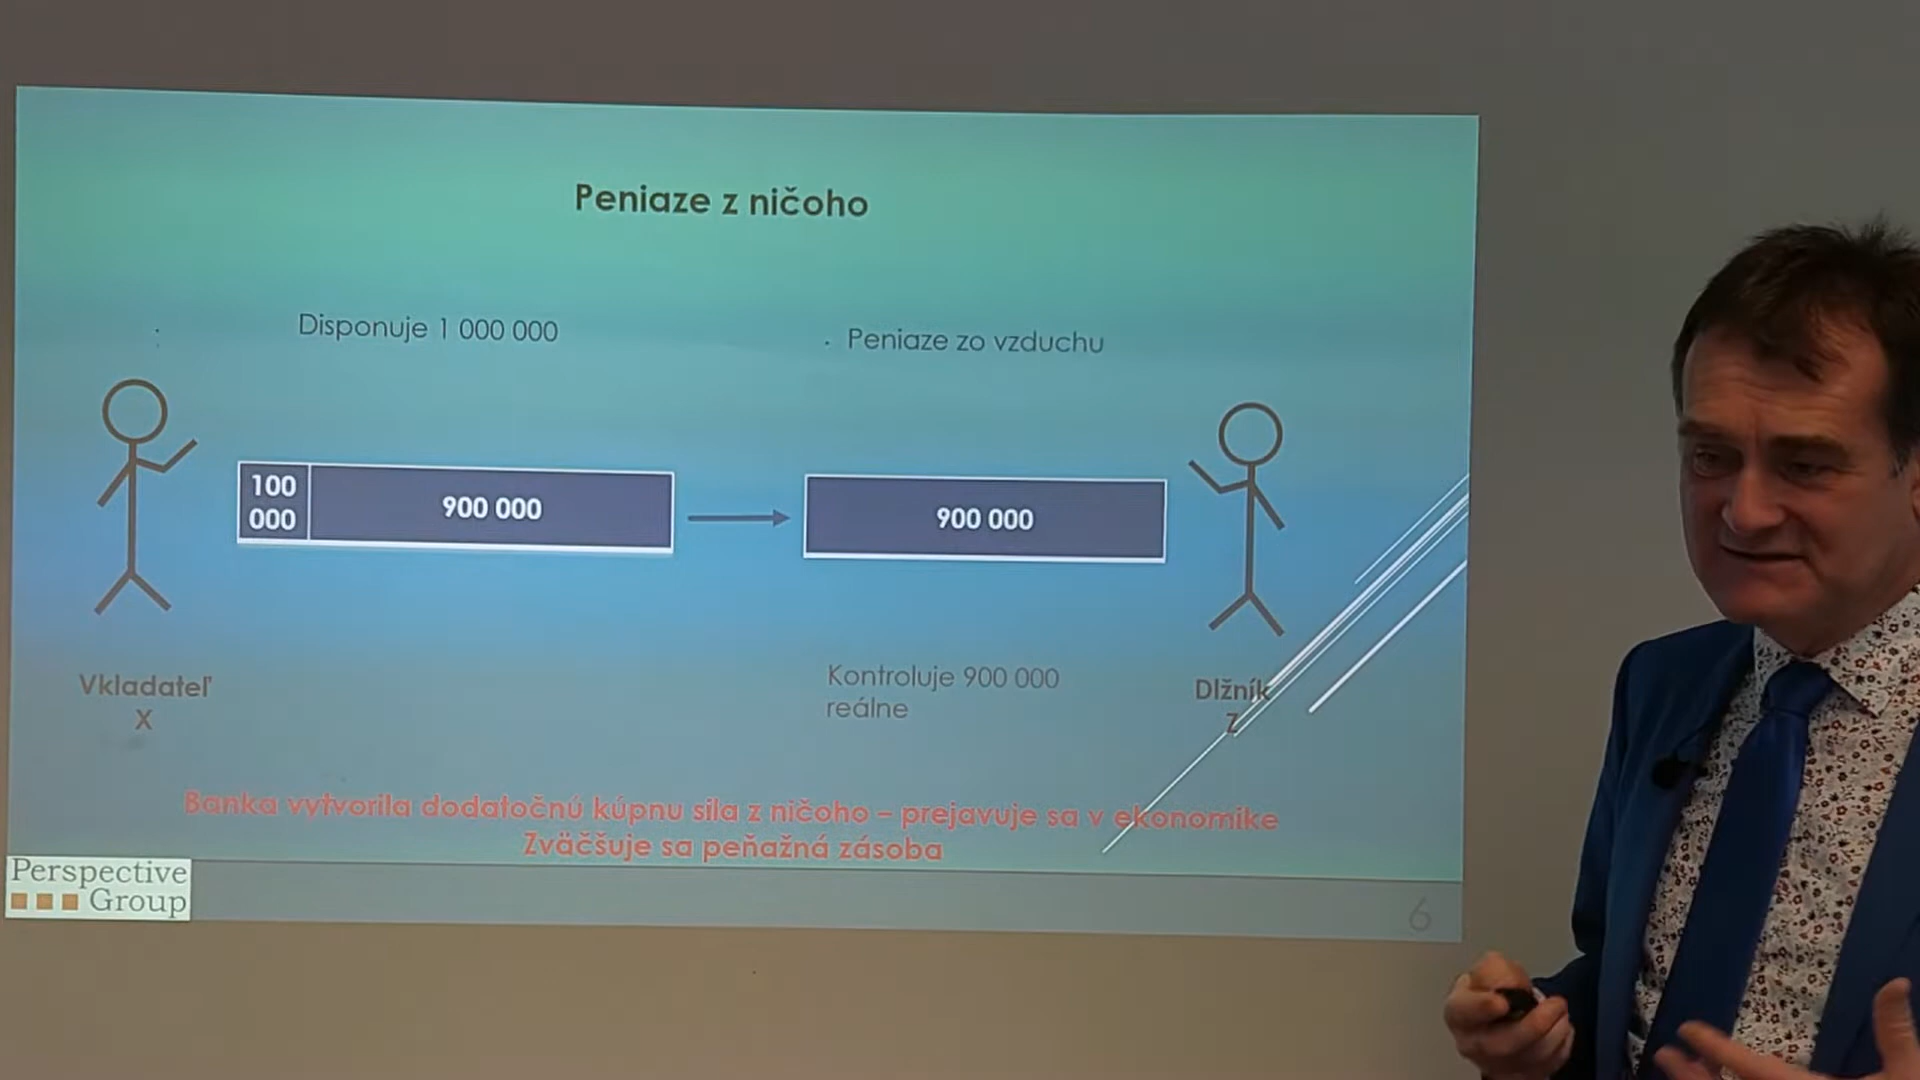 Peniaze z ničoho
Disponuje 1 000 000
Peniaze zo vzduchu
100
000
900 000
900 000
Vkladateľ
X
Kontroluje 900 000
reálne
Dlžník
Z
Banka vytvorila dodatočnú kúpnu sila z ničoho – prejavuje sa v ekonomike
Zväčšuje sa peňažná zásoba
Perspective
Group
6